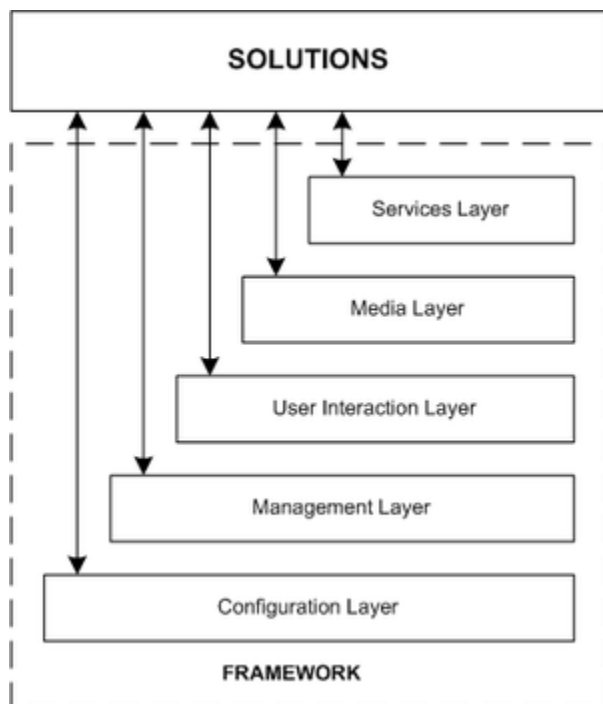 SOLUTIONS
Services Layer
Media Layer
User Interaction Layer
Management Layer
Configuration Layer
FRAMEWORK